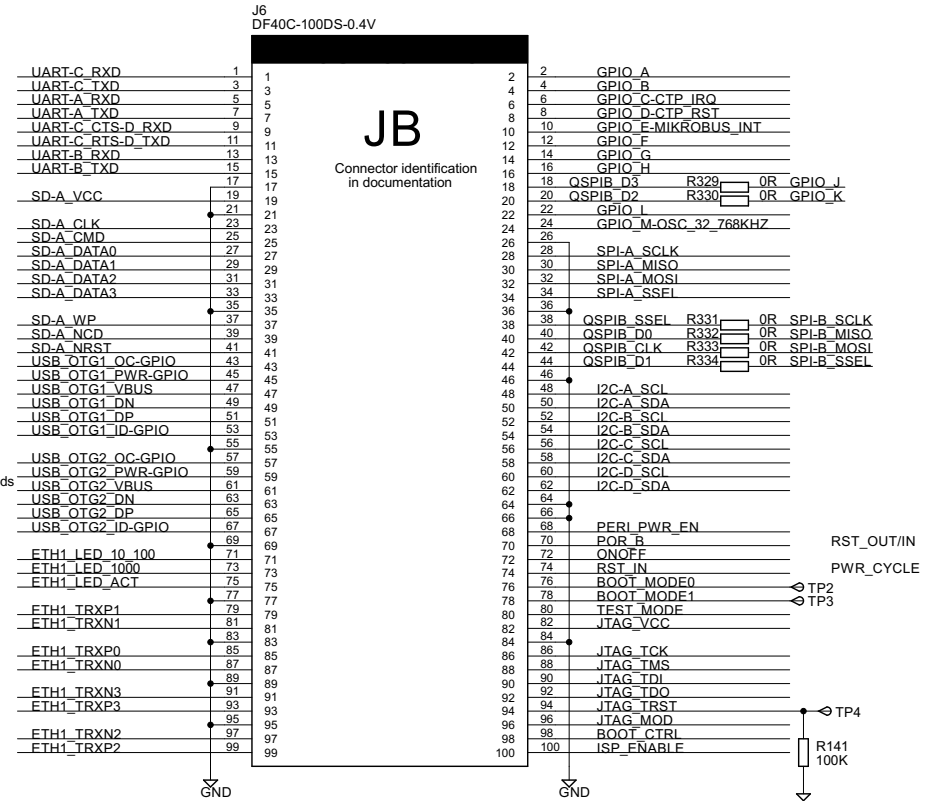 J6
DF40C-100DS-0.4V
JB
Connector identification
in documentation
UART-C_RXD 1 1 2 2 GPIO_A
UART-C_TXD 3 3 4 4 GPIO_B
UART-A_RXD 5 5 6 6 GPIO_C-CTP_IRQ
UART-A_TXD 7 7 8 8 GPIO_D-CTP_RST
UART-C_CTS-D_RXD 9 9 10 10 GPIO_E-MIKROBUS_INT
UART-C_RTS-D_TXD 11 11 12 12 GPIO_F
UART-B_RXD 13 13 14 14 GPIO_G
UART-B_TXD 15 15 16 16 GPIO_H
17 17 18 18 QSPIB_D3 R329 0R GPIO_J
SD-A_VCC 19 19 20 20 QSPIB_D2 R330 0R GPIO_K
21 21 22 22 GPIO_L
SD-A_CLK 23 23 24 24 GPIO_M-OSC_32_768KHZ
SD-A_CMD 25 25 26 26
SD-A_DATA0 27 27 28 28 SPI-A_SCLK
SD-A_DATA1 29 29 30 30 SPI-A_MISO
SD-A_DATA2 31 31 32 32 SPI-A_MOSI
SD-A_DATA3 33 33 34 34 SPI-A_SSEL
35 35 36 36
SD-A_WP 37 37 38 38 QSPIB_SSEL R331 0R SPI-B_SCLK
SD-A_NCD 39 39 40 40 QSPIB_D0 R332 0R SPI-B_MISO
SD-A_NRST 41 41 42 42 QSPIB_CLK R333 0R SPI-B_MOSI
USB_OTG1_OC-GPIO 43 43 44 44 QSPIB_D1 R334 0R SPI-B_SSEL
USB_OTG1_PWR-GPIO 45 45 46 46
USB_OTG1_VBUS 47 47 48 48 I2C-A_SCL
USB_OTG1_DN 49 49 50 50 I2C-A_SDA
USB_OTG1_DP 51 51 52 52 I2C-B_SCL
USB_OTG1_ID-GPIO 53 53 54 54 I2C-B_SDA
55 55 56 56 I2C-C_SCL
USB_OTG2_OC-GPIO 57 57 58 58 I2C-C_SDA
USB_OTG2_PWR-GPIO 59 59 60 60 I2C-D_SCL
ds USB_OTG2_VBUS 61 61 62 62 I2C-D_SDA
USB_OTG2_DN 63 63 64 64
USB_OTG2_DP 65 65 66 66
USB_OTG2_ID-GPIO 67 67 68 68 PERI_PWR_EN
69 69 70 70 POR_B RST_OUT/IN
ETH1_LED_10_100 71 71 72 72 ONOFF
ETH1_LED_1000 73 73 74 74 RST_IN PWR_CYCLE
ETH1_LED_ACT 75 75 76 76 BOOT_MODE0 TP2
77 77 78 78 BOOT_MODE1 TP3
ETH1_TRXP1 79 79 80 80 TEST_MODE
ETH1_TRXN1 81 81 82 82 JTAG_VCC
83 83 84 84
ETH1_TRXP0 85 85 86 86 JTAG_TCK
ETH1_TRXN0 87 87 88 88 JTAG_TMS
89 89 90 90 JTAG_TDI
ETH1_TRXN3 91 91 92 92 JTAG_TDO
ETH1_TRXP3 93 93 94 94 JTAG_TRST TP4
95 95 96 96 JTAG_MOD
ETH1_TRXN2 97 97 98 98 BOOT_CTRL
ETH1_TRXP2 99 99 100 100 ISP_ENABLE
R141
100K
GND GND